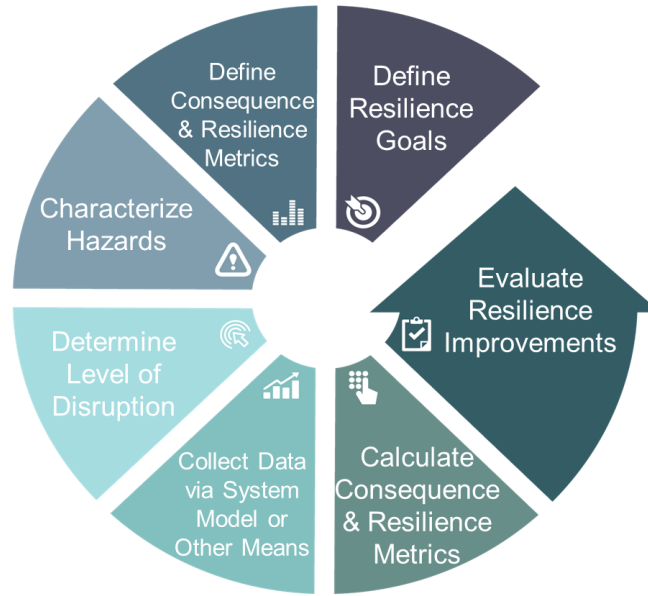 Define
Resilience
Goals
Define
Consequence
& Resilience
Metrics
Characterize
Hazards
Determine
Level of
Disruption
Collect Data
via System
Model or
Other Means
Calculate
Consequence
& Resilience
Metrics
Evaluate
Resilience
Improvements